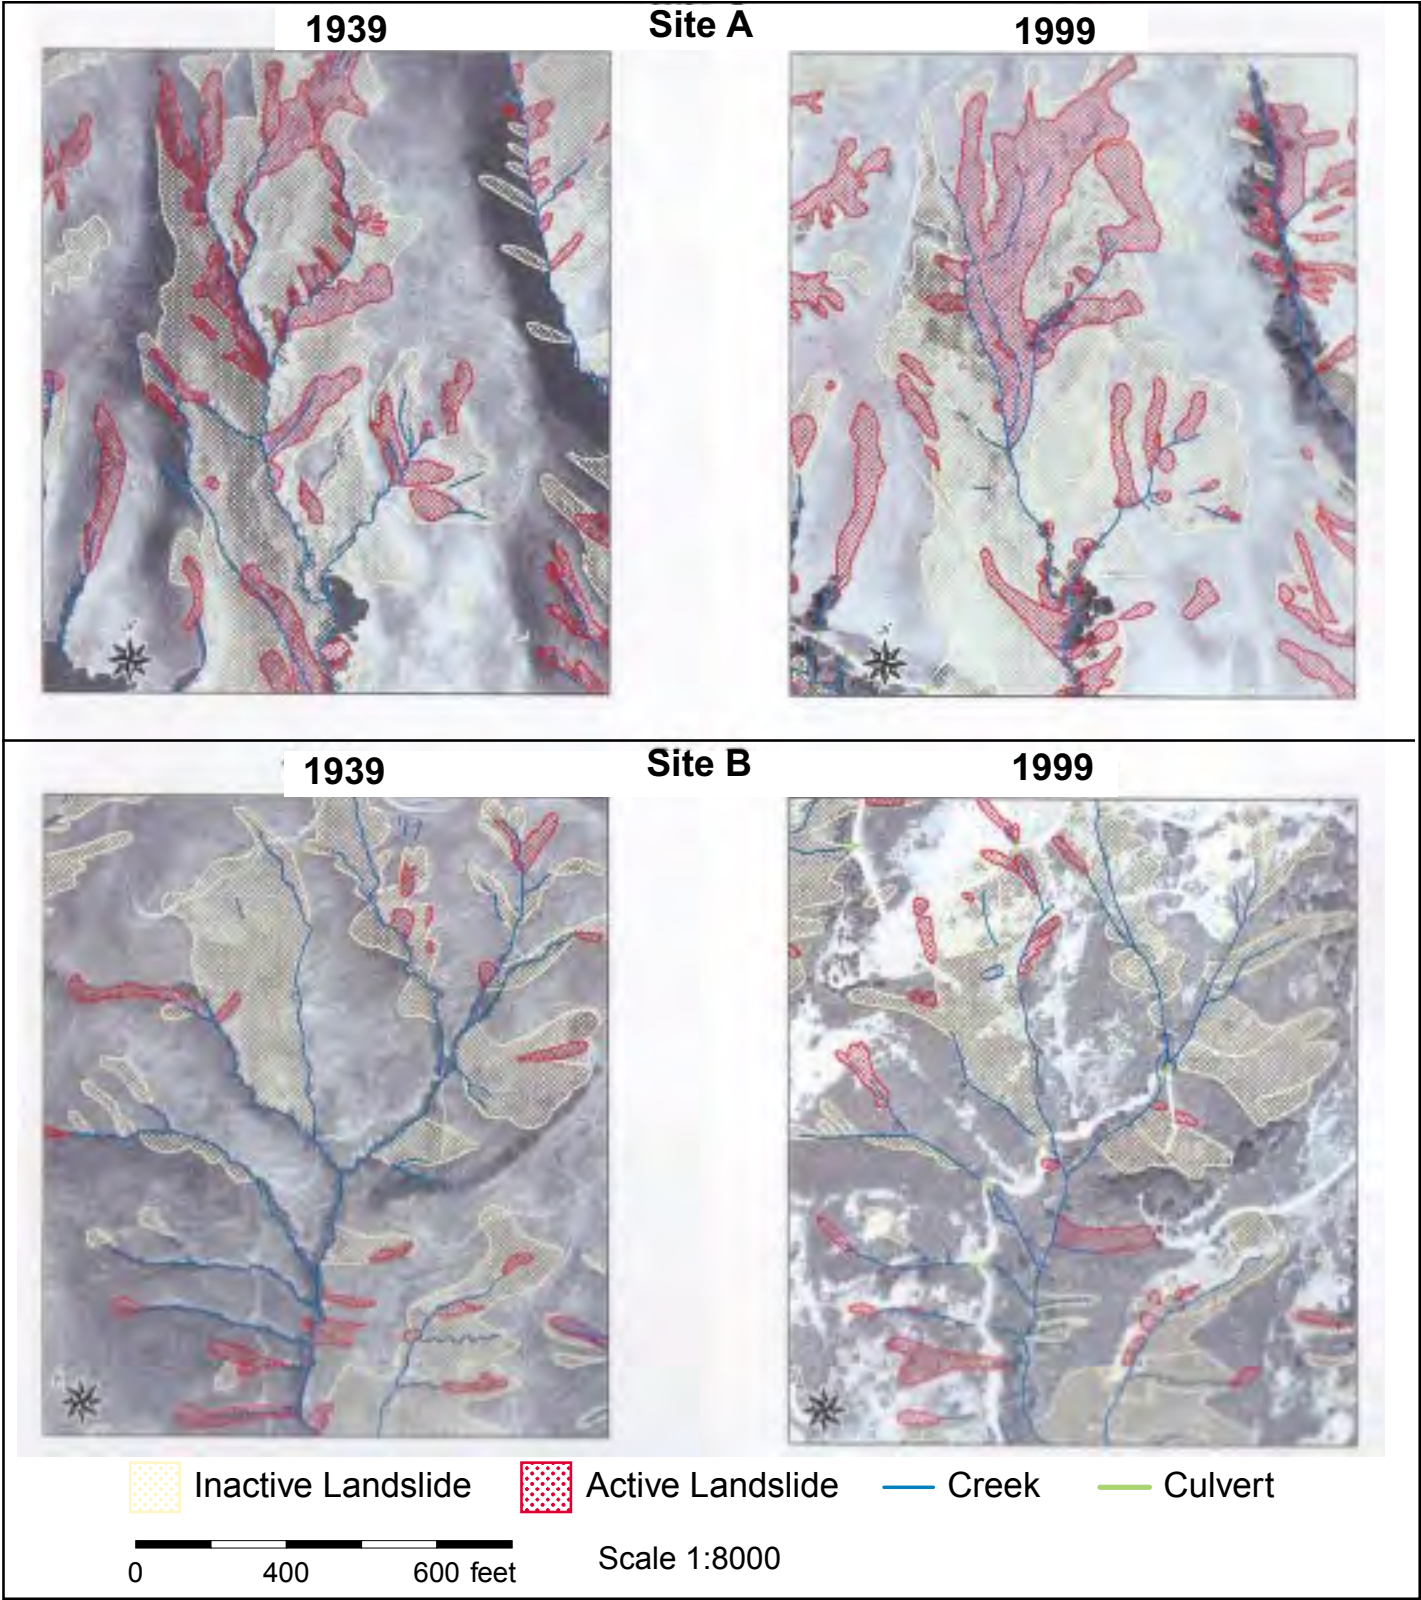 Site A
1939
1999
Site B
1939
1999
Inactive Landslide
Active Landslide
Creek
Culvert
0 400 600 feet
Scale 1:8000